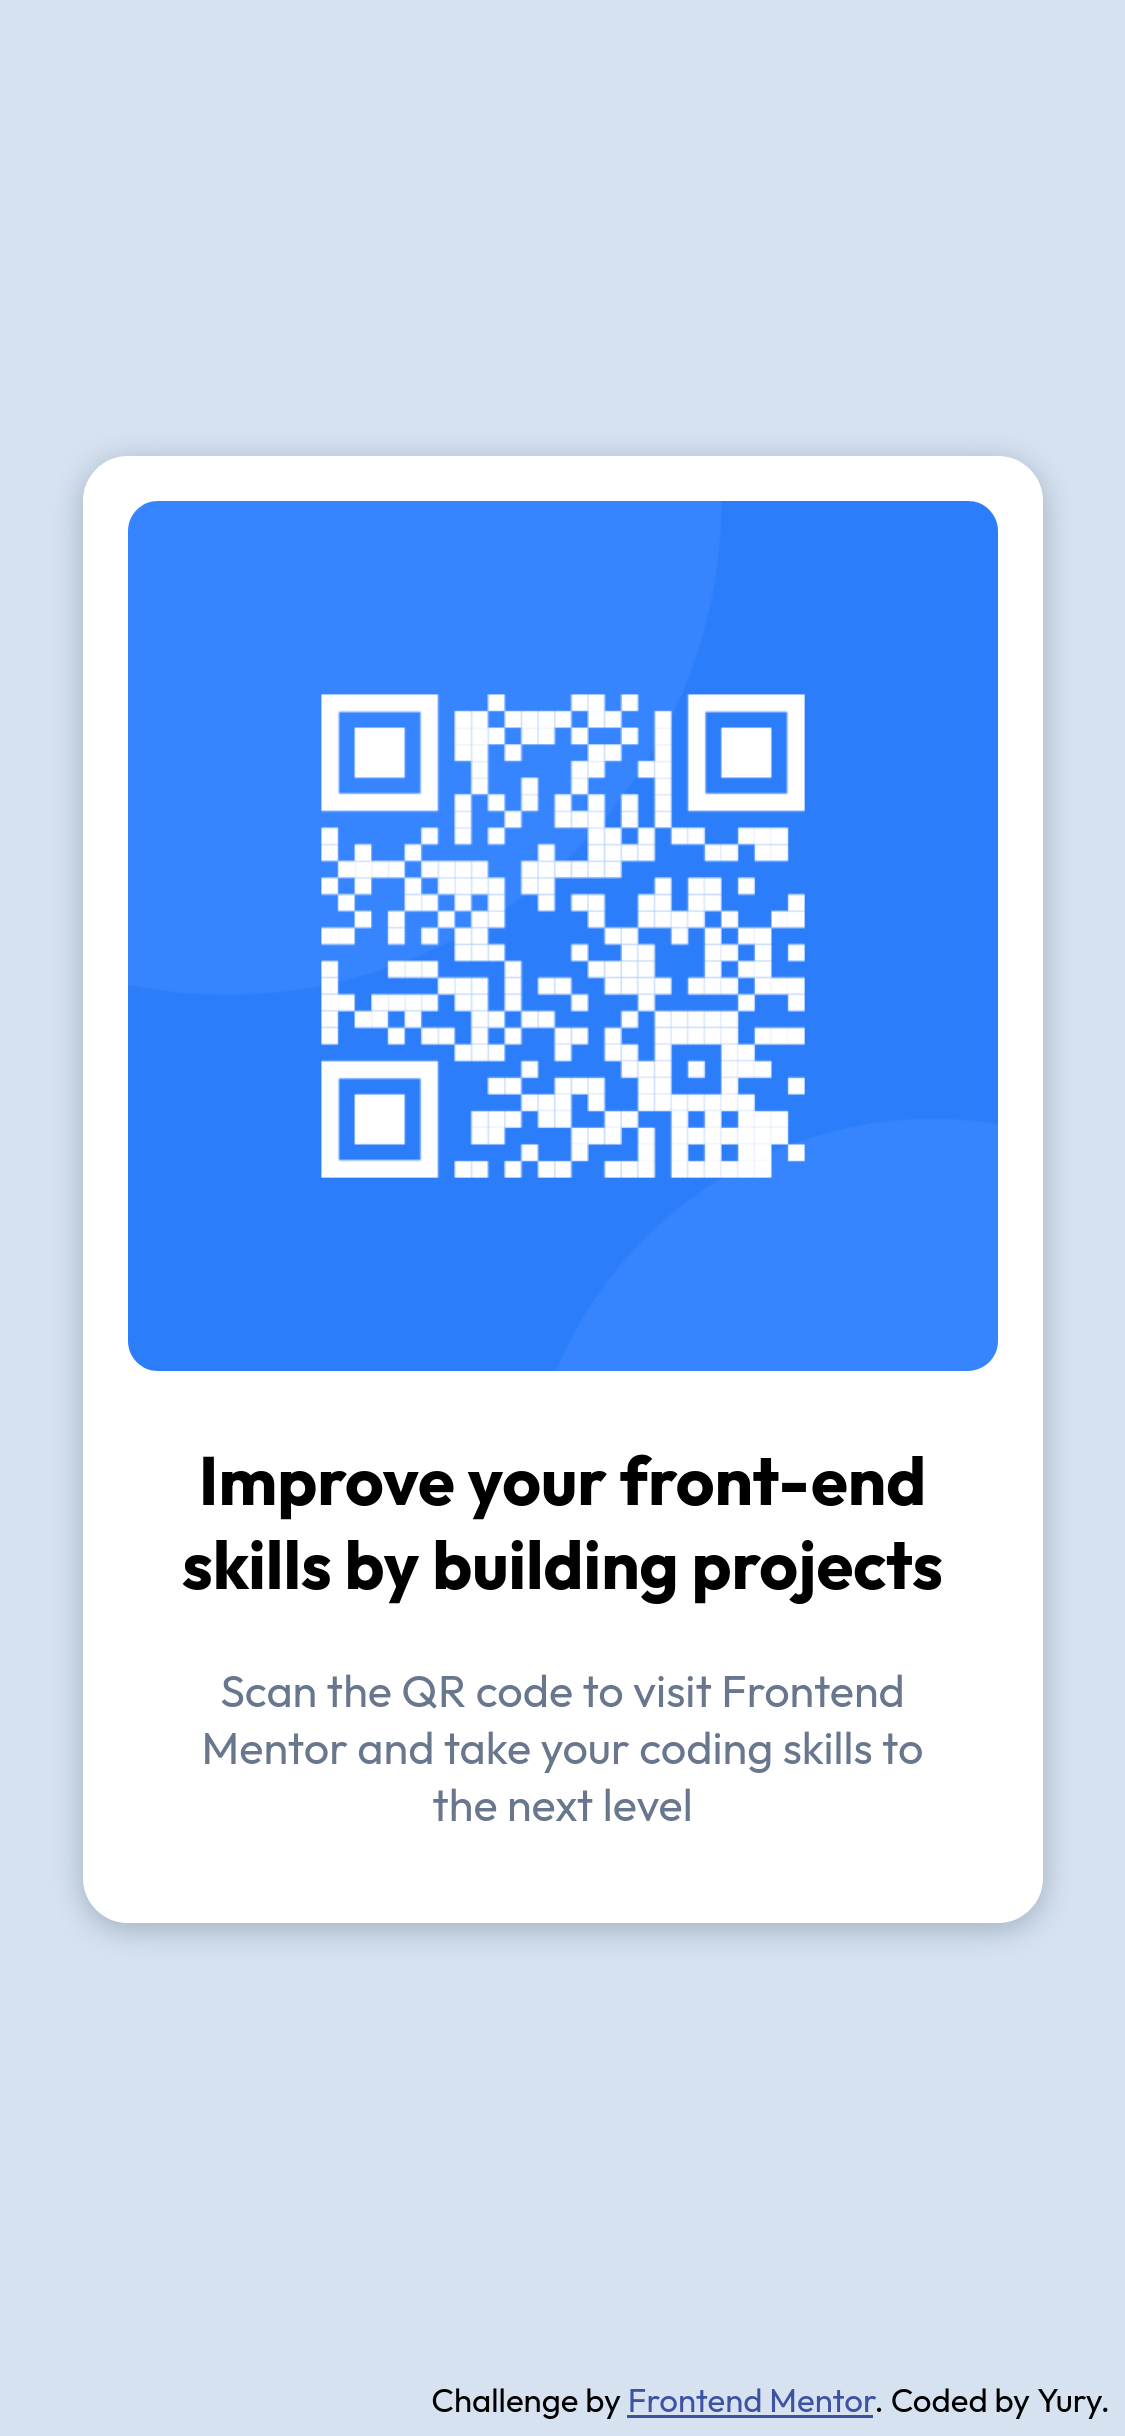 Improve your front-end
skills by building projects
Scan the QR code to visit Frontend
Mentor and take your coding skills to
the next level
Challenge by Frontend Mentor. Coded by Yury.